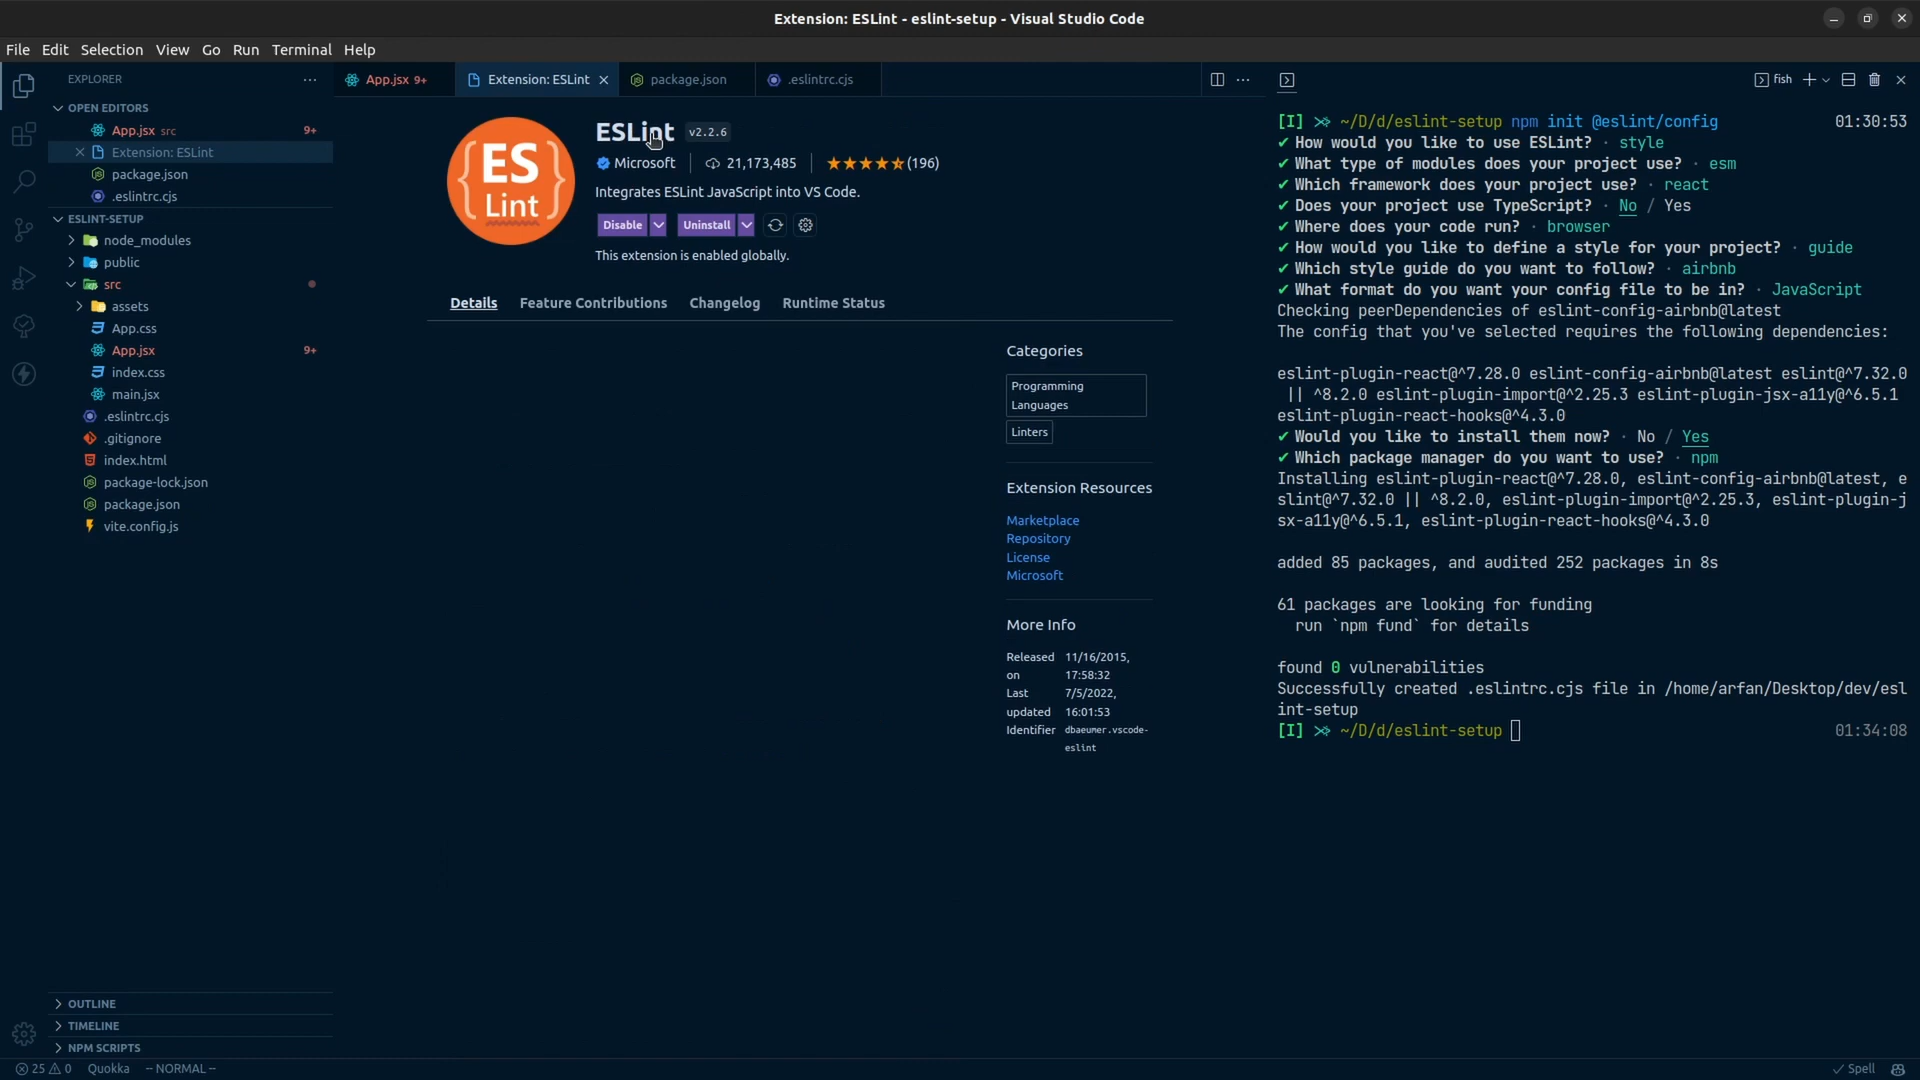 Extension: ESLint - eslint-setup - Visual Studio Code
File Edit Selection View Go Run Terminal Help
EXPLORER
OPEN EDITORS
App.jsx src 9+
Extension: ESLint
package.json
.eslintrc.cjs
ESLINT-SETUP
node_modules
public
src
assets
App.css
App.jsx 9+
index.css
main.jsx
.eslintrc.cjs
.gitignore
index.html
package-lock.json
package.json
vite.config.js
OUTLINE
TIMELINE
NPM SCRIPTS
App.jsx 9+ Extension: ESLint package.json .eslintrc.cjs
ES
Lint
ESLint v2.2.6
Microsoft 21,173,485 (196)
Integrates ESLint JavaScript into VS Code.
Disable Uninstall
This extension is enabled globally.
Details Feature Contributions Changelog Runtime Status
Categories
Programming
Languages
Linters
Extension Resources
Marketplace
Repository
License
Microsoft
More Info
Released 11/16/2015,
on 17:58:32
Last 7/5/2022,
updated 16:01:53
Identifier dbaeumer.vscode-
eslint
fish
[I] ~/D/d/eslint-setup npm init @eslint/config 01:30:53
✔ How would you like to use ESLint? · style
✔ What type of modules does your project use? · esm
✔ Which framework does your project use? · react
✔ Does your project use TypeScript? · No / Yes
✔ Where does your code run? · browser
✔ How would you like to define a style for your project? · guide
✔ Which style guide do you want to follow? · airbnb
✔ What format do you want your config file to be in? · JavaScript
Checking peerDependencies of eslint-config-airbnb@latest
The config that you've selected requires the following dependencies:
eslint-plugin-react@^7.28.0 eslint-config-airbnb@latest eslint@^7.32.0
|| ^8.2.0 eslint-plugin-import@^2.25.3 eslint-plugin-jsx-a11y@^6.5.1
eslint-plugin-react-hooks@^4.3.0
✔ Would you like to install them now? · No / Yes
✔ Which package manager do you want to use? · npm
Installing eslint-plugin-react@^7.28.0, eslint-config-airbnb@latest, e
slint@^7.32.0 || ^8.2.0, eslint-plugin-import@^2.25.3, eslint-plugin-j
sx-a11y@^6.5.1, eslint-plugin-react-hooks@^4.3.0
added 85 packages, and audited 252 packages in 8s
61 packages are looking for funding
run `npm fund` for details
found 0 vulnerabilities
Successfully created .eslintrc.cjs file in /home/arfan/Desktop/dev/esl
int-setup
[I] ~/D/d/eslint-setup 01:34:08
25 0 Quokka -- NORMAL -- Spell